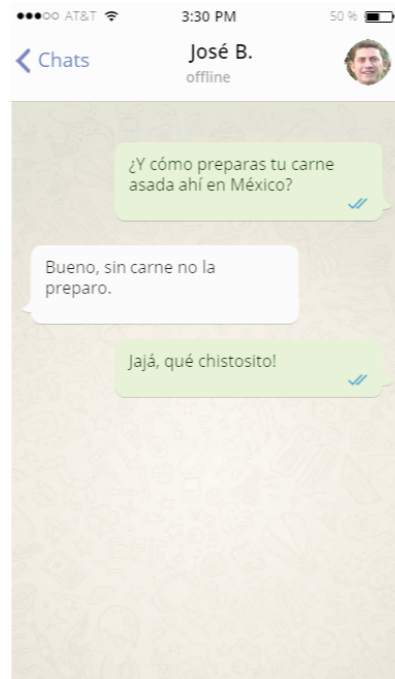 AT&T 3:30 PM 50 %
Chats
José B.
offline
¿Y cómo preparas tu carne
asada ahí en México?
Bueno, sin carne no la
preparo.
Jajá, qué chistosito!